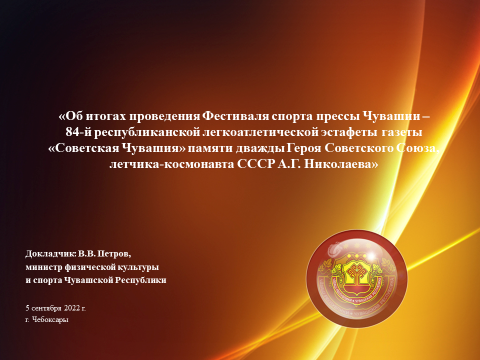 «Об итогах проведения Фестиваля спорта прессы Чувашии –
84-й республиканской легкоатлетической эстафеты газеты
«Советская Чувашия» памяти дважды Героя Советского Союза,
летчика-космонавта СССР А.Г. Николаева»
Докладчик: В.В. Петров,
министр физической культуры
и спорта Чувашской Республики
5 сентября 2022 г.
г. Чебоксары